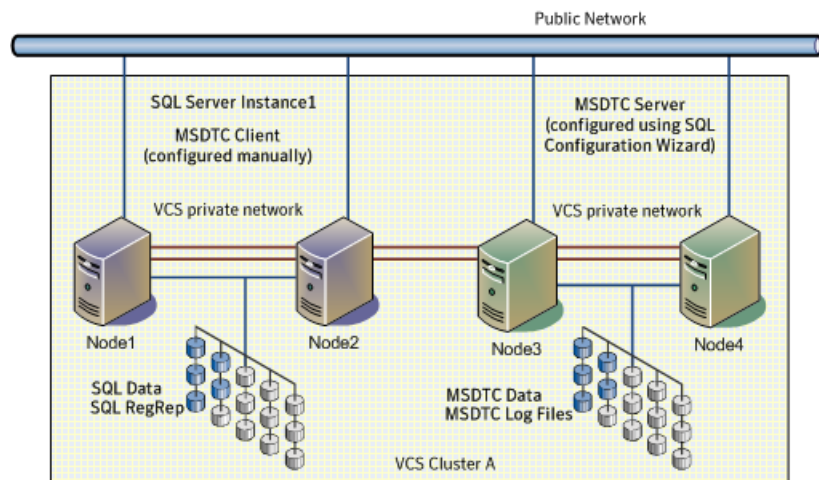 Public Network
SQL Server Instance1
MSDTC Client
(configured manually)
MSDTC Server
(configured using SQL
Configuration Wizard)
VCS private network
VCS private network
Node1
Node2
Node3
Node4
SQL Data
SQL RegRep
MSDTC Data
MSDTC Log Files
VCS Cluster A